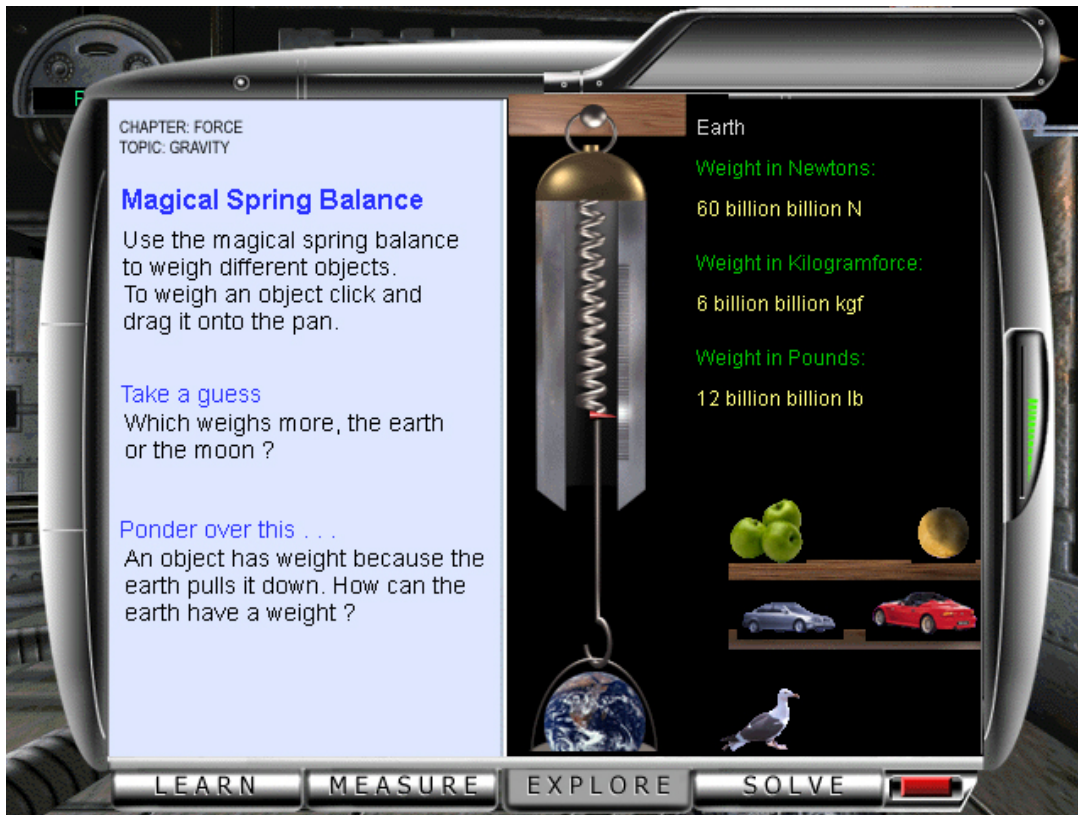 CHAPTER: FORCE
TOPIC: GRAVITY
Magical Spring Balance
Use the magical spring balance
to weigh different objects.
To weigh an object click and
drag it onto the pan.
Take a guess
Which weighs more, the earth
or the moon ?
Ponder over this . . .
An object has weight because the
earth pulls it down. How can the
earth have a weight ?
Earth
Weight in Newtons:
60 billion billion N
Weight in Kilogramforce:
6 billion billion kgf
Weight in Pounds:
12 billion billion lb
LEARN
MEASURE
EXPLORE
SOLVE